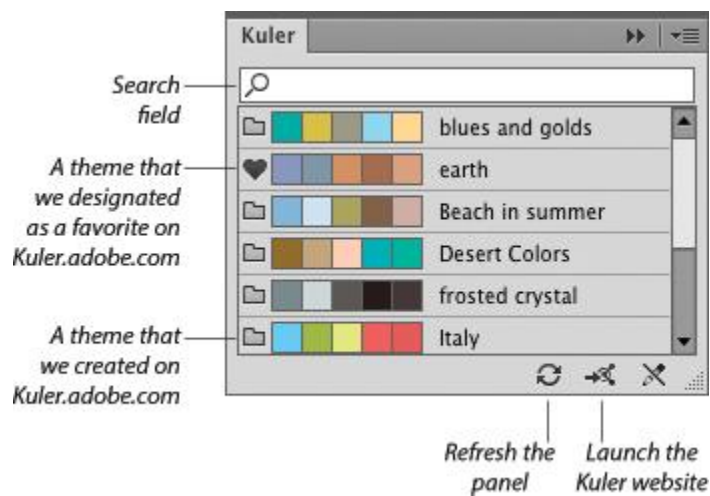 Kuler
Search
field
blues and golds
A theme that
we designated
as a favorite on
Kuler.adobe.com
earth
Beach in summer
Desert Colors
frosted crystal
A theme that
we created on
Kuler.adobe.com
Italy
Refresh the
panel
Launch the
Kuler website